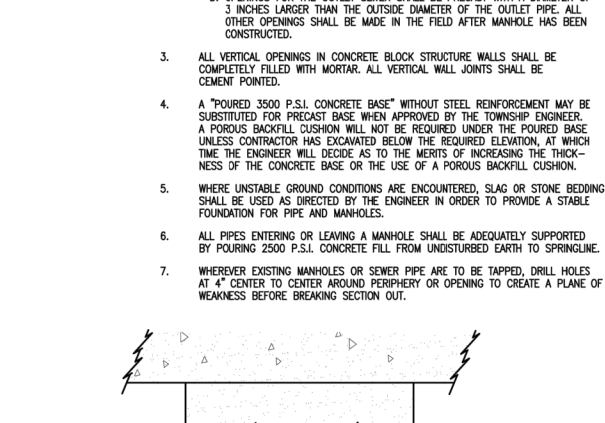 3 INCHES LARGER THAN THE OUTSIDE DIAMETER OF THE OUTLET PIPE. ALL
OTHER OPENINGS SHALL BE MADE IN THE FIELD AFTER MANHOLE HAS BEEN
CONSTRUCTED.
3. ALL VERTICAL OPENINGS IN CONCRETE BLOCK STRUCTURE WALLS SHALL BE
COMPLETELY FILLED WITH MORTAR. ALL VERTICAL WALL JOINTS SHALL BE
CEMENT POINTED.
4. A "POURED 3500 P.S.I. CONCRETE BASE" WITHOUT STEEL REINFORCEMENT MAY BE
SUBSTITUTED FOR PRECAST BASE WHEN APPROVED BY THE TOWNSHIP ENGINEER.
A POROUS BACKFILL CUSHION WILL NOT BE REQUIRED UNDER THE POURED BASE
UNLESS CONTRACTOR HAS EXCAVATED BELOW THE REQUIRED ELEVATION, AT WHICH
TIME THE ENGINEER WILL DECIDE AS TO THE MERITS OF INCREASING THE THICK-
NESS OF THE CONCRETE BASE OR THE USE OF A POROUS BACKFILL CUSHION.
5. WHERE UNSTABLE GROUND CONDITIONS ARE ENCOUNTERED, SLAG OR STONE BEDDING
SHALL BE USED AS DIRECTED BY THE ENGINEER IN ORDER TO PROVIDE A STABLE
FOUNDATION FOR PIPE AND MANHOLES.
6. ALL PIPES ENTERING OR LEAVING A MANHOLE SHALL BE ADEQUATELY SUPPORTED
BY POURING 2500 P.S.I. CONCRETE FILL FROM UNDISTURBED EARTH TO SPRINGLINE.
7. WHEREVER EXISTING MANHOLES OR SEWER PIPE ARE TO BE TAPPED, DRILL HOLES
AT 4" CENTER TO CENTER AROUND PERIPHERY OR OPENING TO CREATE A PLANE OF
WEAKNESS BEFORE BREAKING SECTION OUT.